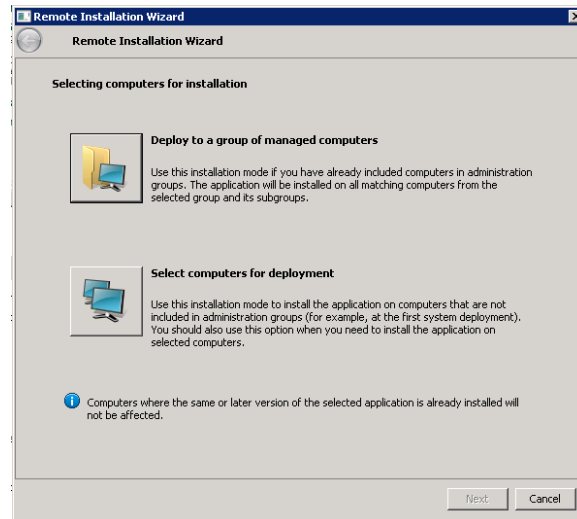 Remote Installation Wizard
Remote Installation Wizard
Selecting computers for installation
Deploy to a group of managed computers
Use this installation mode if you have already included computers in administration
groups. The application will be installed on all matching computers from the
selected group and its subgroups.
Select computers for deployment
Use this installation mode to install the application on computers that are not
included in administration groups (for example, at the first system deployment).
You should also use this option when you need to install the application on
selected computers.
Computers where the same or later version of the selected application is already installed will
not be affected.
Next
Cancel